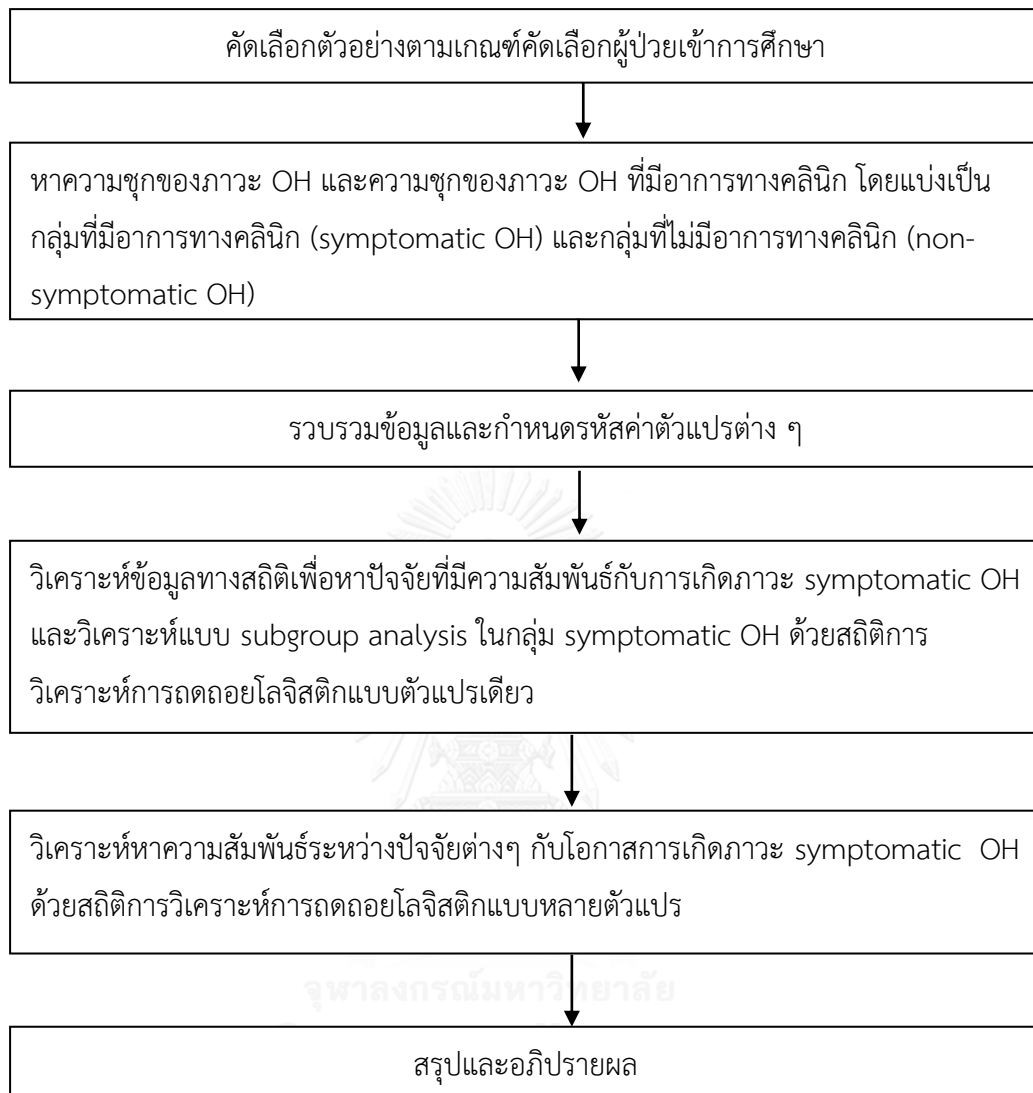 คัดเลือกตัวอย่างตามเกณฑ์คัดเลือกผู้ป่วยเข้าการศึกษา
หาความชุกของภาวะ OH และความชุกของภาวะ OH ที่มีอาการทางคลินิก โดยแบ่งเป็น
กลุ่มที่มีอาการทางคลินิก (symptomatic OH) และกลุ่มที่ไม่มีอาการทางคลินิก (non-
symptomatic OH)
รวบรวมข้อมูลและกำหนดรหัสค่าตัวแปรต่าง ๆ
วิเคราะห์ข้อมูลทางสถิติเพื่อหาปัจจัยที่มีความสัมพันธ์กับการเกิดภาวะ symptomatic OH
และวิเคราะห์แบบ subgroup analysis ในกลุ่ม symptomatic OH ด้วยสถิติการ
วิเคราะห์การถดถอยโลจิสติกแบบตัวแปรเดียว
วิเคราะห์หาความสัมพันธ์ระหว่างปัจจัยต่างๆ กับโอกาสการเกิดภาวะ symptomatic OH
ด้วยสถิติการวิเคราะห์การถดถอยโลจิสติกแบบหลายตัวแปร
จุฬาลงกรณ์มหาวิทยาลัย
สรุปและอภิปรายผล